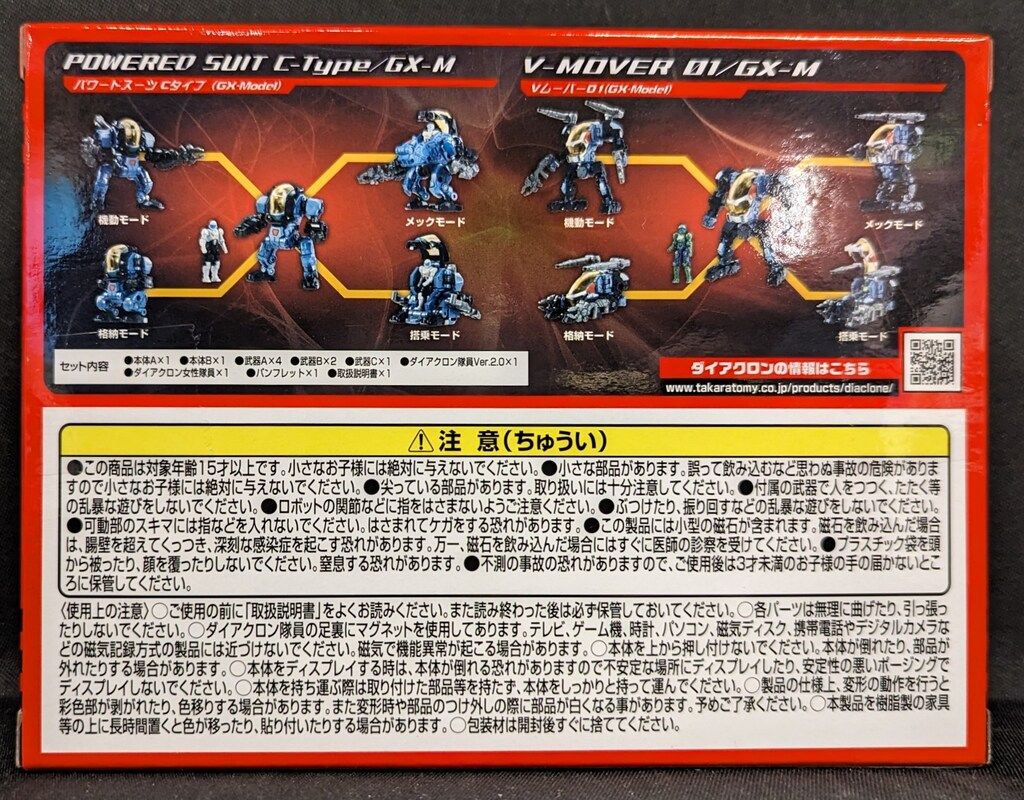 POWERED SUIT C-Type/GX-M
パワードスーツ Cタイプ (GX-Model)
V-MOVER 01/GX-M
Vムーバー01(GX-Model)
機動モード
メックモード
格納モード
搭乗モード
機動モード
メックモード
格納モード
搭乗モード
セット内容
●本体A×1 ●本体B×1 ●武器A×4 ●武器B×2 ●武器C×1 ●ダイアクロン隊員Ver.2.0×1
●ダイアクロン女性隊員×1 ●パンフレット×1 ●取扱説明書×1
ダイアクロンの情報はこちら
www.takaratomy.co.jp/products/diaclone/
⚠注 意(ちゅうい)
●この商品は対象年齢15才以上です。小さなお子様には絶対に与えないでください。●小さな部品があります。誤って飲み込むなど思わぬ事故の危険がありま
すので小さなお子様には絶対に与えないでください。●尖っている部品があります。取り扱いには十分注意してください。●付属の武器で人をつつく、たたく等
の乱暴な遊びをしないでください。●ロボットの関節などに指をはさまないようご注意ください。●ぶつけたり、振り回すなどの乱暴な遊びをしないでください。
●可動部のスキマには指などを入れないでください。はさまれてケガをする恐れがあります。●この製品には小型の磁石が含まれます。磁石を飲み込んだ場合
は、腸壁を超えてくっつき、深刻な感染症を起こす恐れがあります。万一、磁石を飲み込んだ場合にはすぐに医師の診察を受けてください。●プラスチック袋を頭
から被ったり、顔を覆ったりしないでください。窒息する恐れがあります。●不測の事故の恐れがありますので、ご使用後は3才未満のお子様の手の届かないとこ
ろに保管してください。
〈使用上の注意〉○ご使用の前に「取扱説明書」をよくお読みください。また読み終わった後は必ず保管しておいてください。○各パーツは無理に曲げたり、引っ張っ
たりしないでください。○ダイアクロン隊員の足裏にマグネットを使用してあります。テレビ、ゲーム機、時計、パソコン、磁気ディスク、携帯電話やデジタルカメラな
どの磁気記録方式の製品には近づけないでください。磁気で機能異常が起こる場合があります。○本体を上から押し付けないでください。本体が倒れたり、部品が
外れたりする場合があります。○本体をディスプレイする時は、本体が倒れる恐れがありますので不安定な場所にディスプレイしたり、安定性の悪いポージングで
ディスプレイしないでください。○本体を持ち運ぶ際は取り付けた部品等を持たず、本体をしっかりと持って運んでください。○製品の仕様上、変形の動作を行うと
彩色部が剥がれたり、色移りする場合があります。また変形時や部品のつけ外しの際に部品が白くなる事があります。予めご了承ください。○本製品を樹脂製の家具
等の上に長時間置くと色が移ったり、貼り付いたりする場合があります。○包装材は開封後すぐに捨ててください。